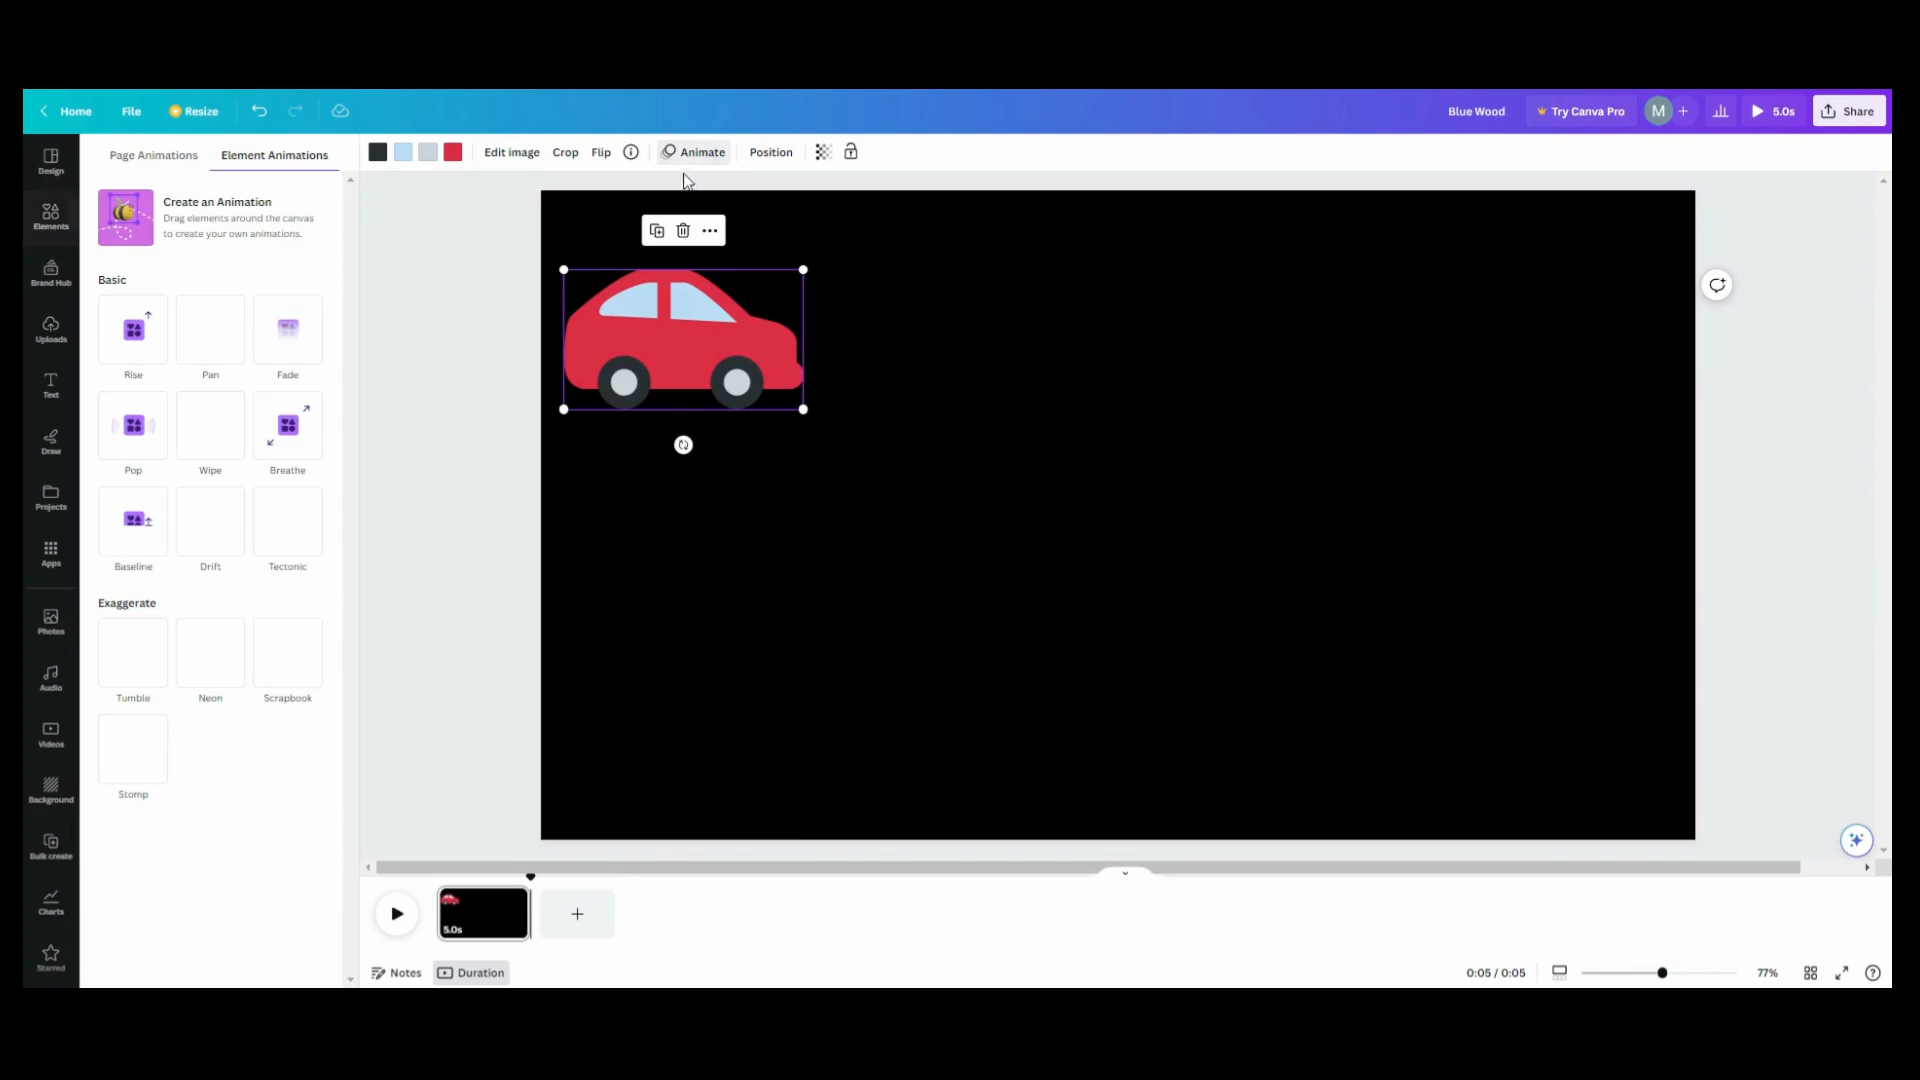 Home File Resize Blue Wood Try Canva Pro M + 5.0s Share
Page Animations Element Animations
Edit image Crop Flip Animate Position
Design
Elements
Brand Hub
Uploads
Text
Draw
Projects
Apps
Photos
Audio
Videos
Background
Bulk create
Charts
Starred
Create an Animation
Drag elements around the canvas
to create your own animations.
Basic
Rise Pan Fade
Pop Wipe Breathe
Baseline Drift Tectonic
Exaggerate
Tumble Neon Scrapbook
Stomp
5.0s
+
Notes Duration 0:05 / 0:05 77% ?